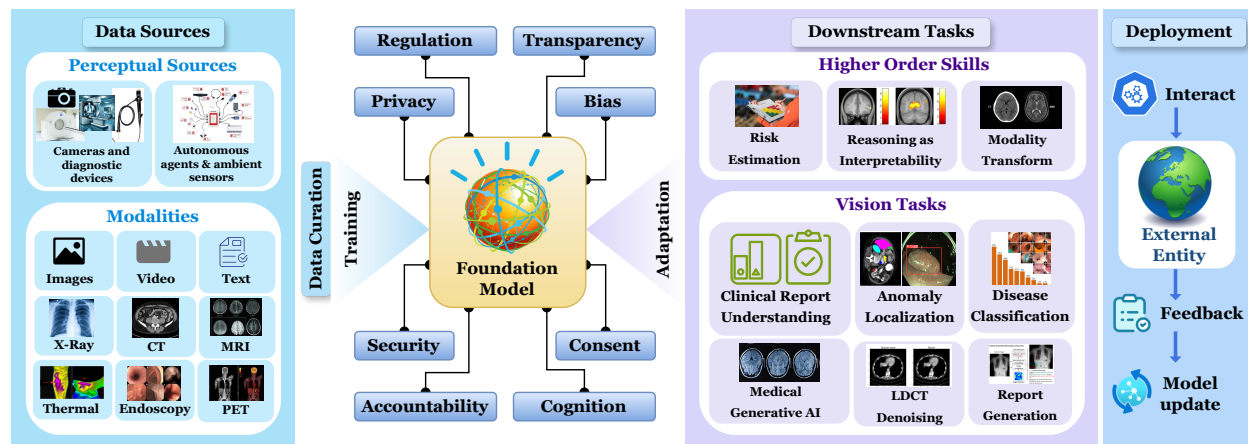 Data Sources
Perceptual Sources
Cameras and
diagnostic
devices
Autonomous
agents & ambient
sensors
Modalities
Images
Video
Text
X-Ray
CT
MRI
Thermal
Endoscopy
PET
Data Curation
Training
Regulation
Transparency
Privacy
Bias
Foundation
Model
Security
Consent
Accountability
Cognition
Adaptation
Downstream Tasks
Higher Order Skills
Risk
Estimation
Reasoning as
Interpretability
Modality
Transform
Vision Tasks
Clinical Report
Understanding
Anomaly
Localization
Disease
Classification
Medical
Generative AI
LDCT
Denoising
Report
Generation
Deployment
Interact
External
Entity
Feedback
Model
update